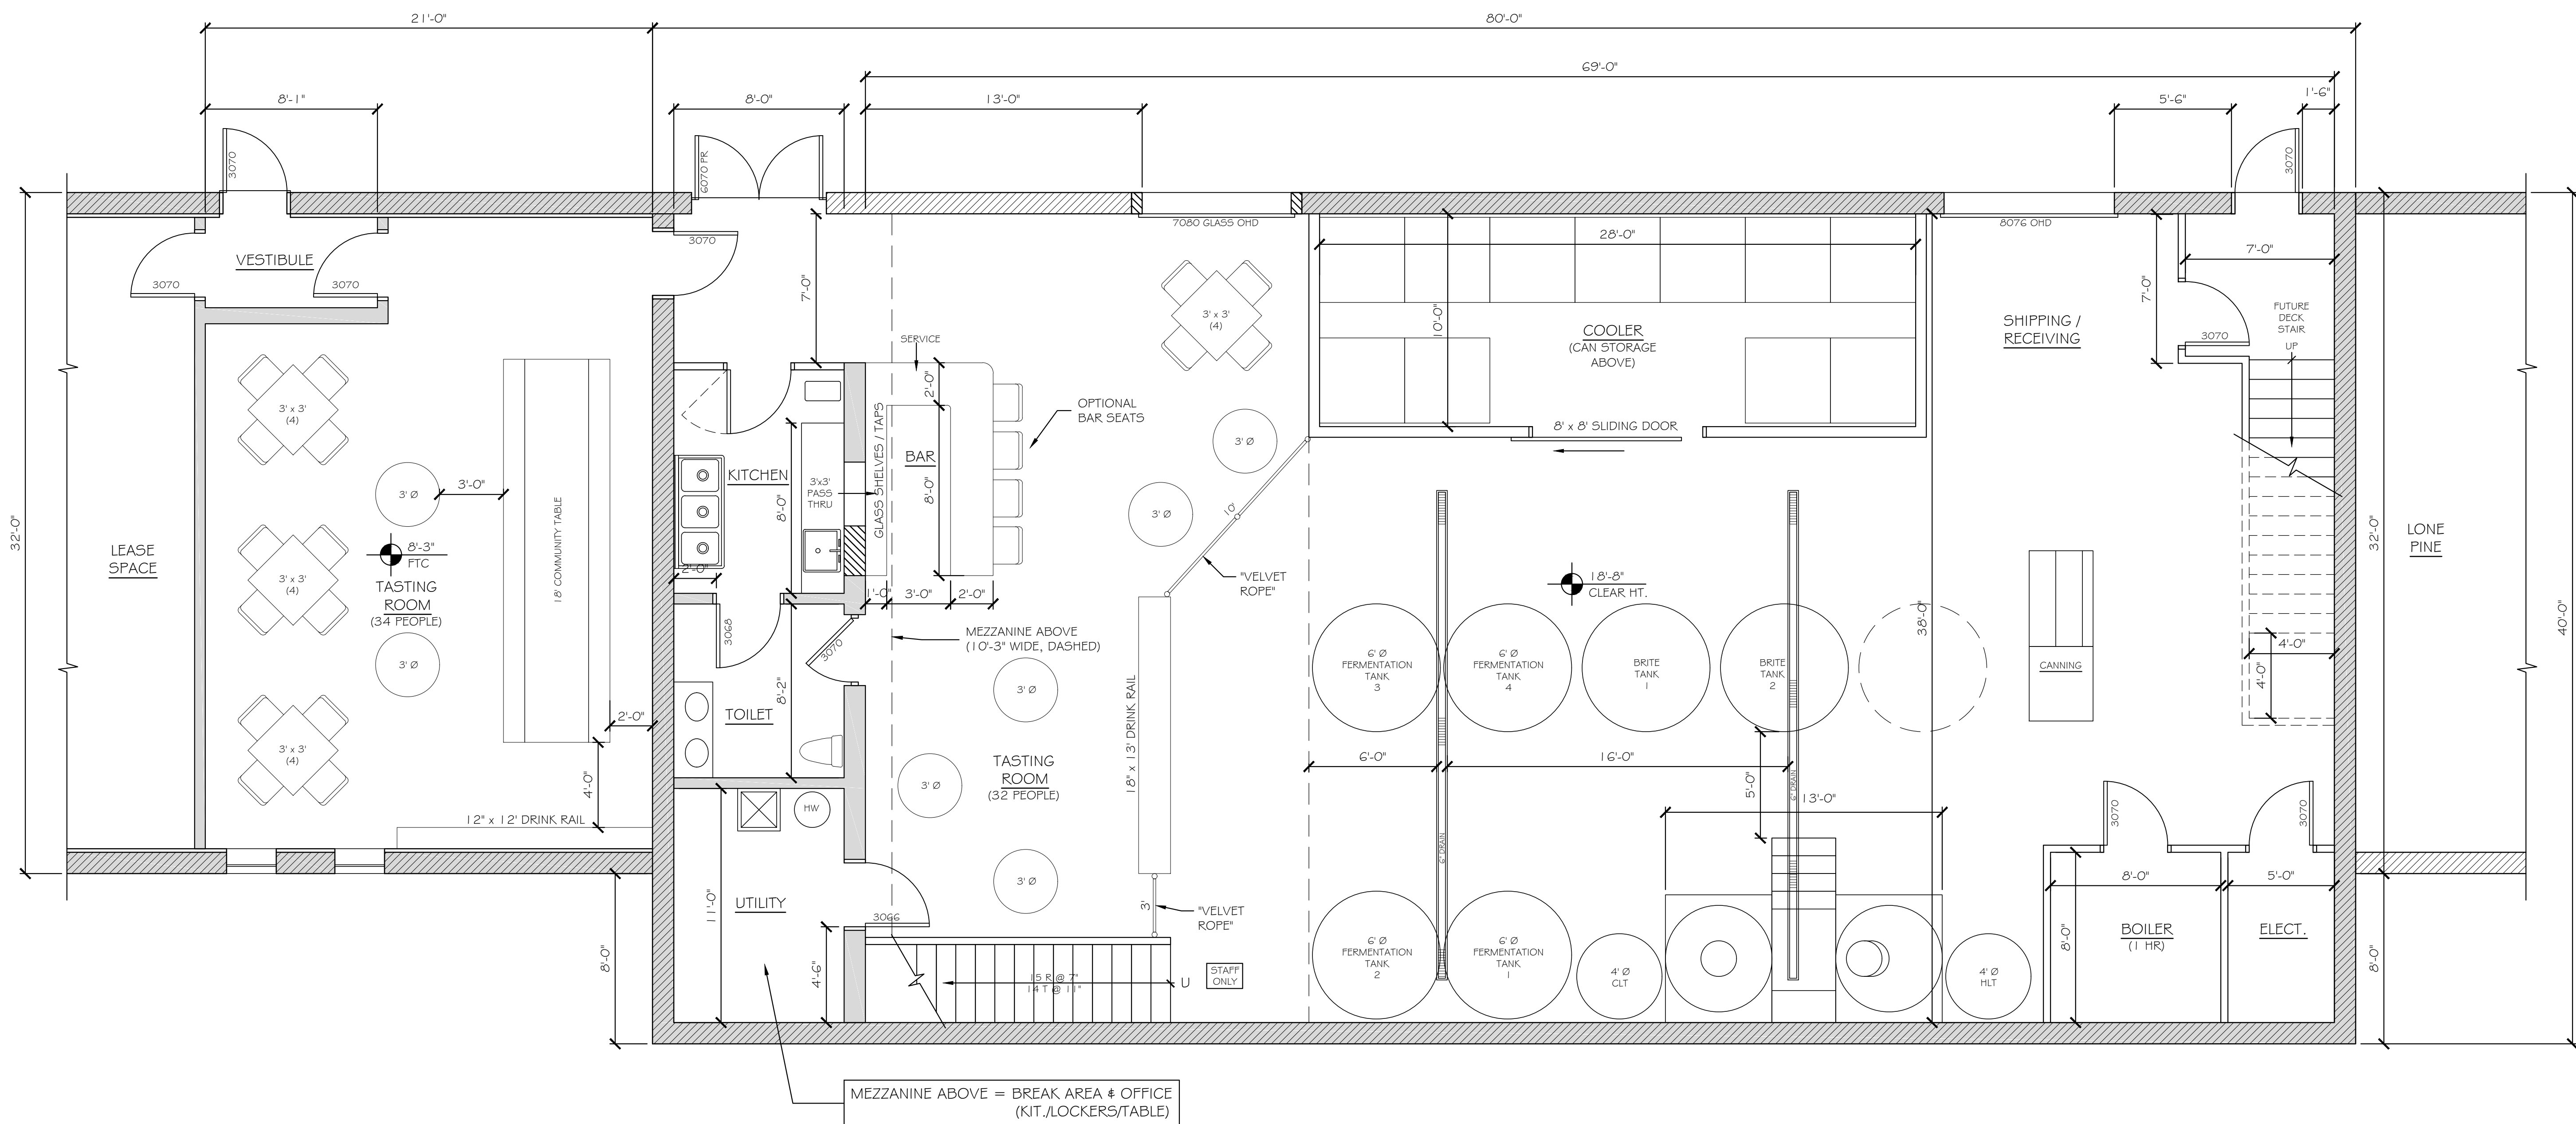 21'-0"
80'-0"
69'-0"
8'-1"
8'-0"
13'-0"
5'-6"
1'-6"
3070
6070 PR
3070
7080 GLASS OHD
8076 OHD
3070
VESTIBULE
3070
3070
7'-0"
28'-0"
10'-0"
COOLER
(CAN STORAGE
ABOVE)
SHIPPING /
RECEIVING
7'-0"
7'-0"
3070
FUTURE
DECK
STAIR
UP
3' x 3'
(4)
SERVICE
2'-0"
OPTIONAL
BAR SEATS
3' Ø
8' x 8' SLIDING DOOR
3' x 3'
(4)
3' Ø
3'-0"
18' COMMUNITY TABLE
KITCHEN
8'-0"
3'x3'
PASS
THRU
GLASS SHELVES / TAPS
BAR
8'-0"
3' Ø
10'
"VELVET
ROPE"
32'-0"
LEASE
SPACE
8'-3"
FTC
TASTING
ROOM
(34 PEOPLE)
3' x 3'
(4)
2'-0"
1'-0"
3'-0"
2'-0"
18'-8"
CLEAR HT.
38'-0"
32'-0"
LONE
PINE
40'-0"
3' Ø
3068
3070
MEZZANINE ABOVE
(10'-3" WIDE, DASHED)
8'-2"
TOILET
2'-0"
3' x 3'
(4)
4'-0"
12" x 12' DRINK RAIL
3' Ø
3' Ø
TASTING
ROOM
(32 PEOPLE)
3' Ø
18" x 13' DRINK RAIL
6' Ø
FERMENTATION
TANK
3
6' Ø
FERMENTATION
TANK
4
BRITE
TANK
1
BRITE
TANK
2
CANNING
4'-0"
4'-0"
6'-0"
16'-0"
5'-0"
6" DRAIN
6" DRAIN
13'-0"
3070
3070
HW
UTILITY
11'-0"
3066
4'-6"
3'
"VELVET
ROPE"
15 R @ 7"
14 T @ 11"
U
STAFF
ONLY
6' Ø
FERMENTATION
TANK
2
6' Ø
FERMENTATION
TANK
1
4' Ø
CLT
4' Ø
HLT
8'-0"
5'-0"
8'-0"
BOILER
(1 HR)
ELECT.
8'-0"
8'-0"
MEZZANINE ABOVE = BREAK AREA & OFFICE
(KIT./LOCKERS/TABLE)